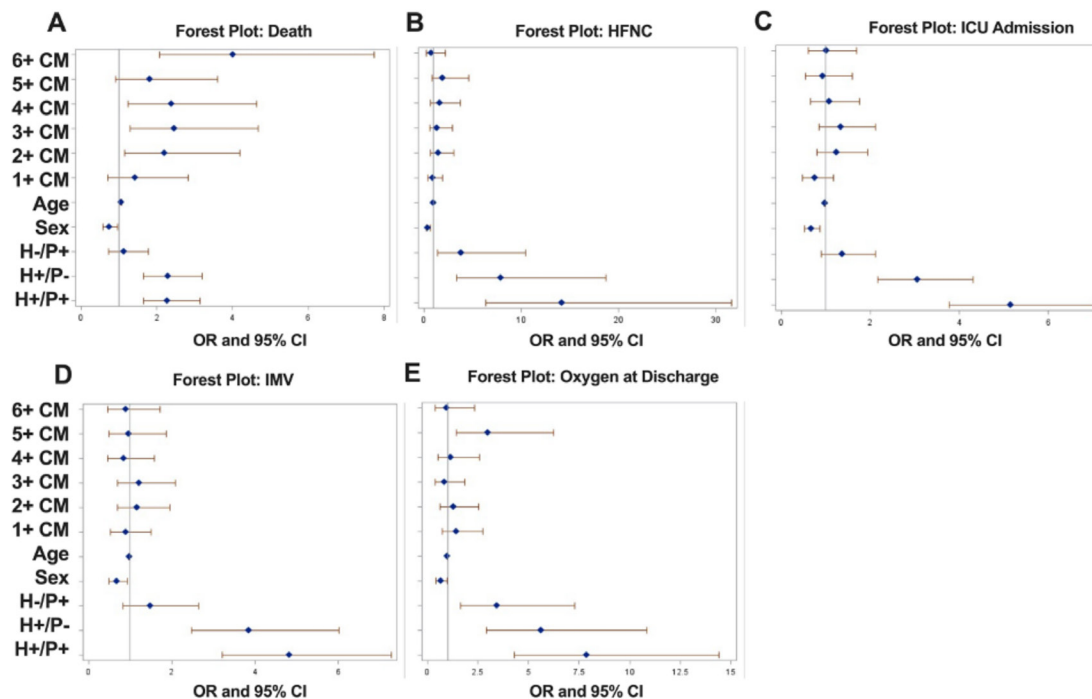 A
Forest Plot: Death
6+ CM
5+ CM
4+ CM
3+ CM
2+ CM
1+ CM
Age
Sex
H-/P+
H+/P-
H+/P+
0 2 4 6 8
OR and 95% CI
B
Forest Plot: HFNC
0 10 20 30
OR and 95% CI
C
Forest Plot: ICU Admission
0 2 4 6
OR and 95% CI
D
Forest Plot: IMV
6+ CM
5+ CM
4+ CM
3+ CM
2+ CM
1+ CM
Age
Sex
H-/P+
H+/P-
H+/P+
0 2 4 6
OR and 95% CI
E
Forest Plot: Oxygen at Discharge
0 2.5 5 7.5 10 12.5 15
OR and 95% CI